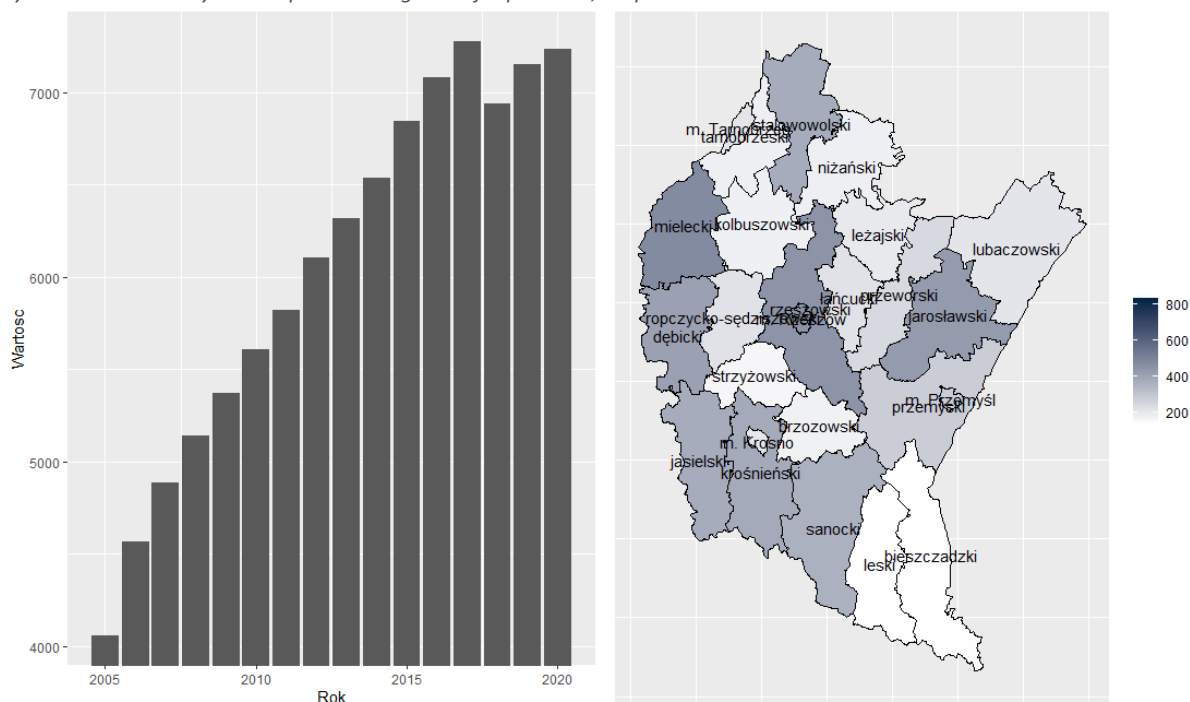 7000
6000
5000
4000
Wartosc
2005
2010
2015
2020
Rok
stalowowolski
tarnobrzeski
niżański
mielecki
kolbuszowski
leżajski
lubaczowski
łańcucki
przeworski
rzeszowski
jarosławski
dębicki
strzyżowski
m. Przemyśl
przemyski
brzozowski
m. Krosno
jasielski
krośnieński
sanocki
bieszczadzki
leski
800
600
400
200